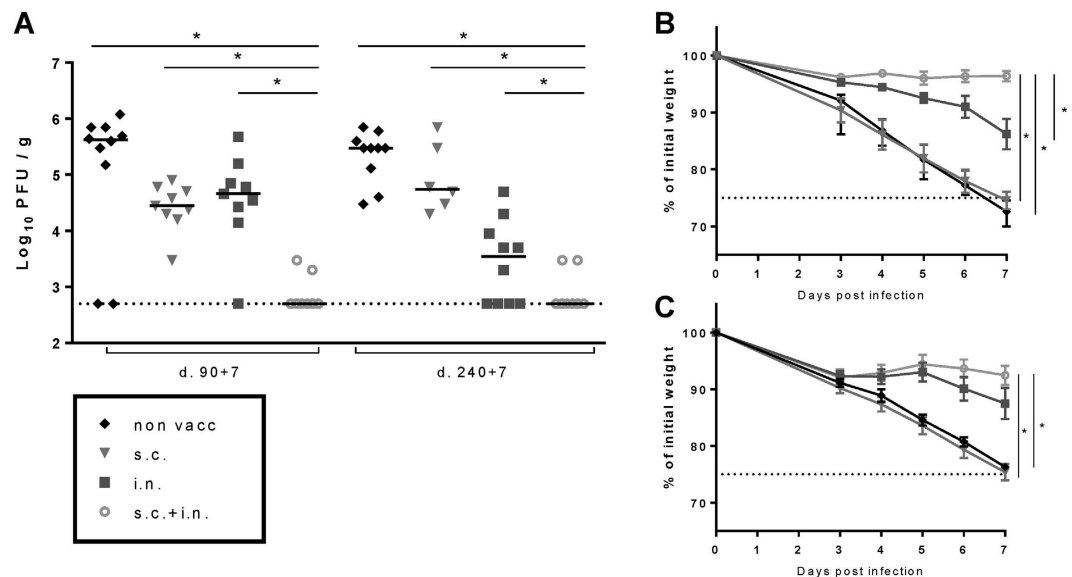 A
* *
* *
* *
7
6
5
4
3
2
Log10 PFU / g
d. 90+7 d. 240+7
non vacc
s.c.
i.n.
s.c.+i.n.
B
100
90
80
70
% of initial weight
0 1 2 3 4 5 6 7
Days post infection
* * *
C
100
90
80
70
% of initial weight
0 1 2 3 4 5 6 7
Days post infection
* *